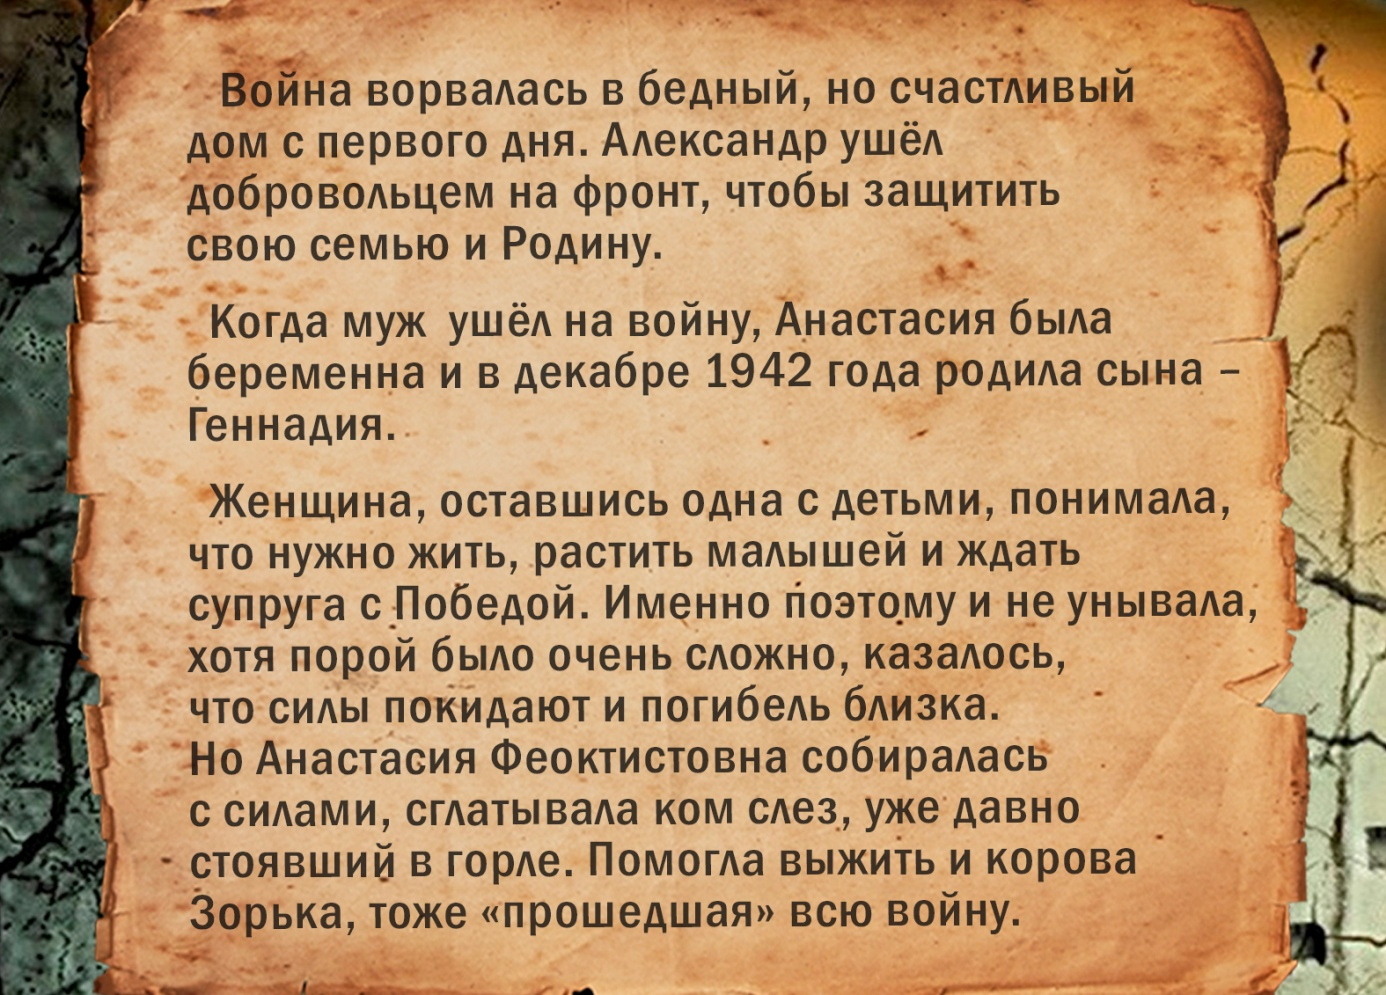 Война ворвалась в бедный, но счастливый
дом с первого дня. Александр ушёл
добровольцем на фронт, чтобы защитить
свою семью и Родину.
Когда муж ушёл на войну, Анастасия была
беременна и в декабре 1942 года родила сына –
Геннадия.
Женщина, оставшись одна с детьми, понимала,
что нужно жить, растить малышей и ждать
супруга с Победой. Именно поэтому и не унывала,
хотя порой было очень сложно, казалось,
что силы покидают и погибель близка.
Но Анастасия Феоктистовна собиралась
с силами, сглатывала ком слез, уже давно
стоявший в горле. Помогла выжить и корова
Зорька, тоже «прошедшая» всю войну.